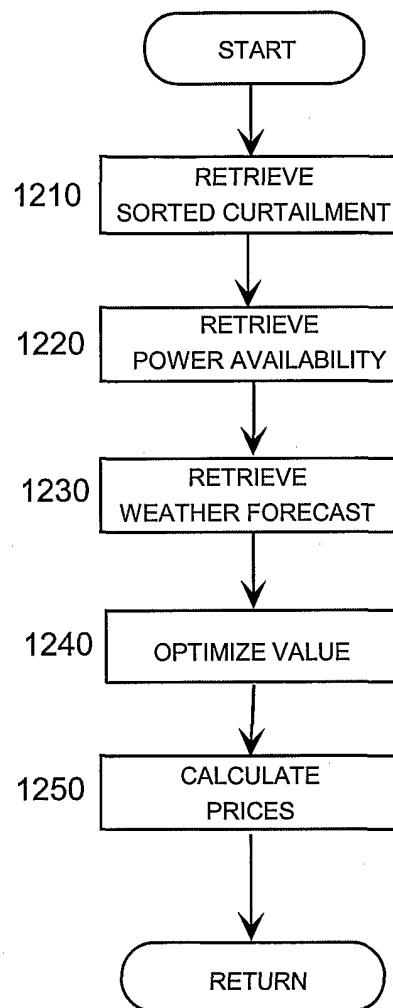 START
1210
RETRIEVE
SORTED CURTAILMENT
1220
RETRIEVE
POWER AVAILABILITY
1230
RETRIEVE
WEATHER FORECAST
1240
OPTIMIZE VALUE
1250
CALCULATE
PRICES
RETURN